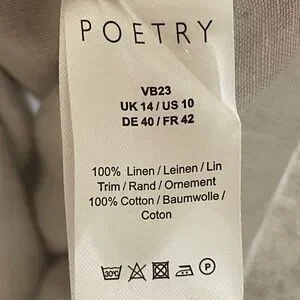 POETRY
VB23
UK 14 / US 10
DE 40 / FR 42
100% Linen / Leinen / Lin
Trim / Rand / Ornement
100% Cotton / Baumwolle /
Coton
30°C P